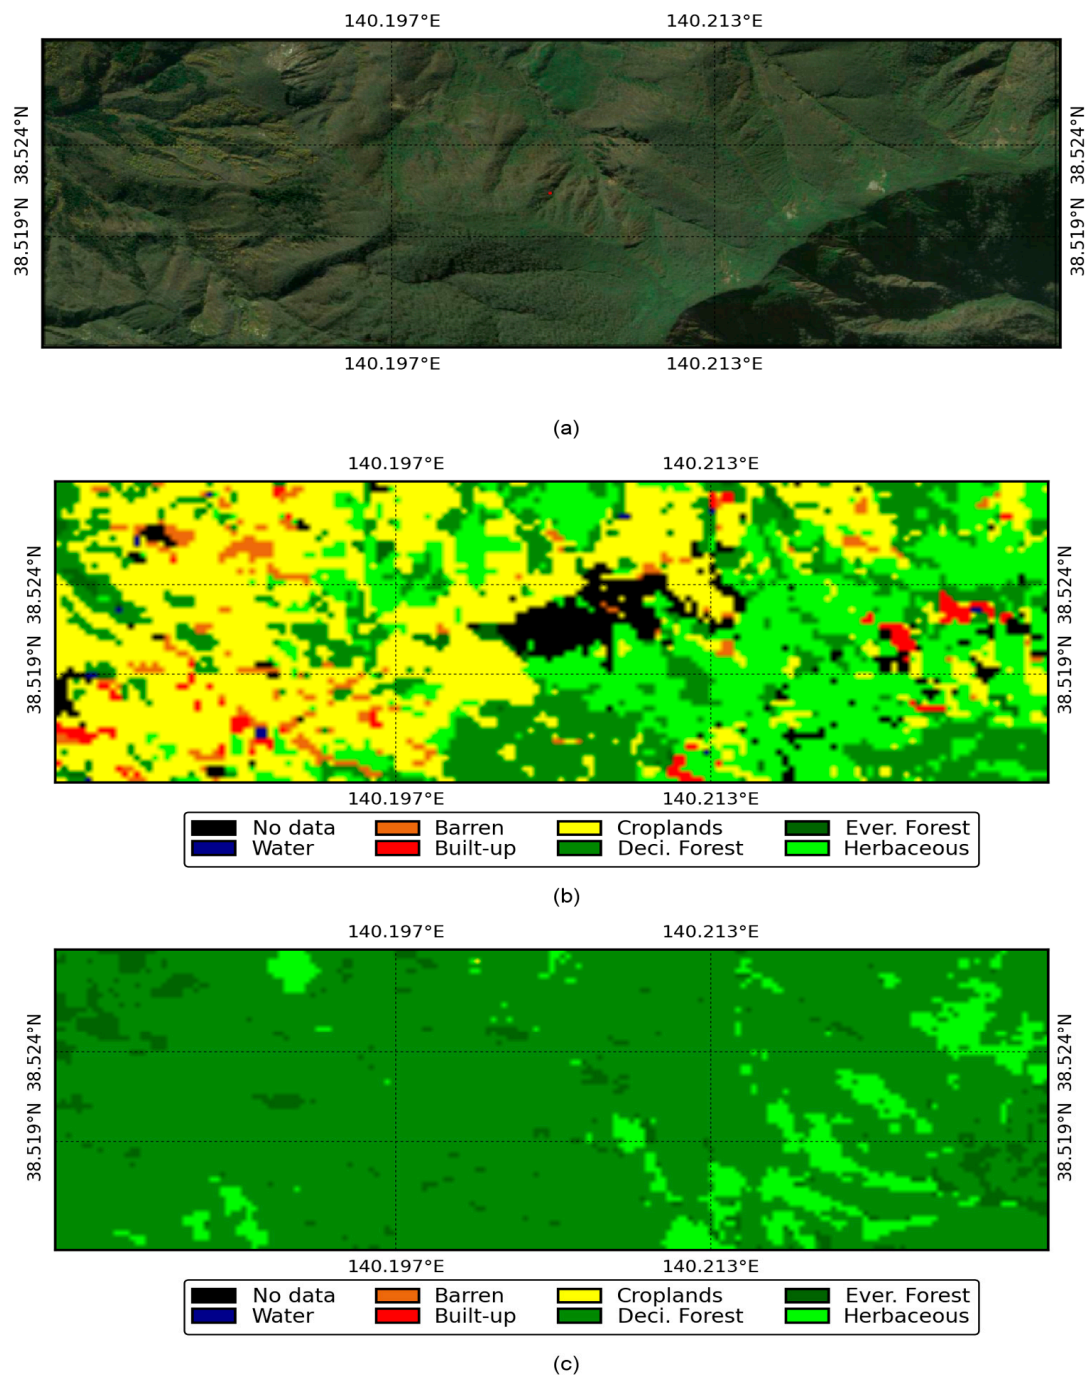 140.197°E 140.213°E
38.524°N 38.524°N
38.519°N 38.519°N
140.197°E 140.213°E
(a)
140.197°E 140.213°E
38.524°N 38.524°N
38.519°N 38.519°N
140.197°E 140.213°E
No data Barren Croplands Ever. Forest
Water Built-up Deci. Forest Herbaceous
(b)
140.197°E 140.213°E
38.524°N 38.524°N
38.519°N 38.519°N
140.197°E 140.213°E
No data Barren Croplands Ever. Forest
Water Built-up Deci. Forest Herbaceous
(c)